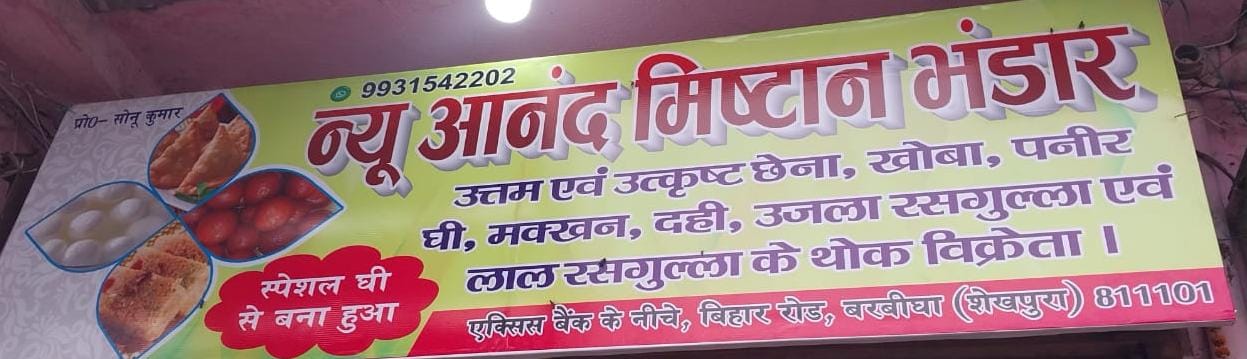 प्रो०- सोनू कुमार
9931542202
न्यू आनंद मिष्टान भंडार
उत्तम एवं उत्कृष्ट छेना, खोबा, पनीर
घी, मक्खन, दही, उजला रसगुल्ला एवं
लाल रसगुल्ला के थोक विक्रेता ।
स्पेशल घी
से बना हुआ
एक्सिस बैंक के नीचे, बिहार रोड, बरबीघा (शेखपुरा) 811101